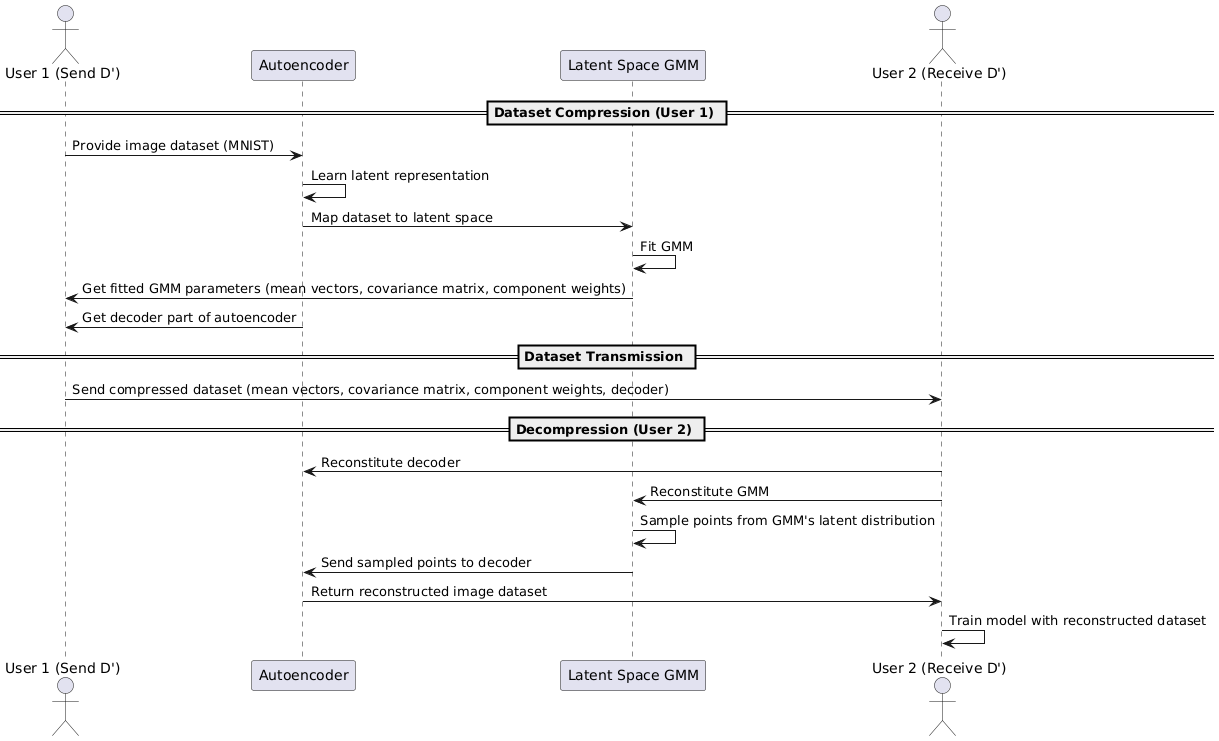 User 1 (Send D')
Autoencoder
Latent Space GMM
User 2 (Receive D')
Dataset Compression (User 1)
Provide image dataset (MNIST)
Learn latent representation
Map dataset to latent space
Fit GMM
Get fitted GMM parameters (mean vectors, covariance matrix, component weights)
Get decoder part of autoencoder
Dataset Transmission
Send compressed dataset (mean vectors, covariance matrix, component weights, decoder)
Decompression (User 2)
Reconstitute decoder
Reconstitute GMM
Sample points from GMM's latent distribution
Send sampled points to decoder
Return reconstructed image dataset
Train model with reconstructed dataset
User 1 (Send D')
Autoencoder
Latent Space GMM
User 2 (Receive D')